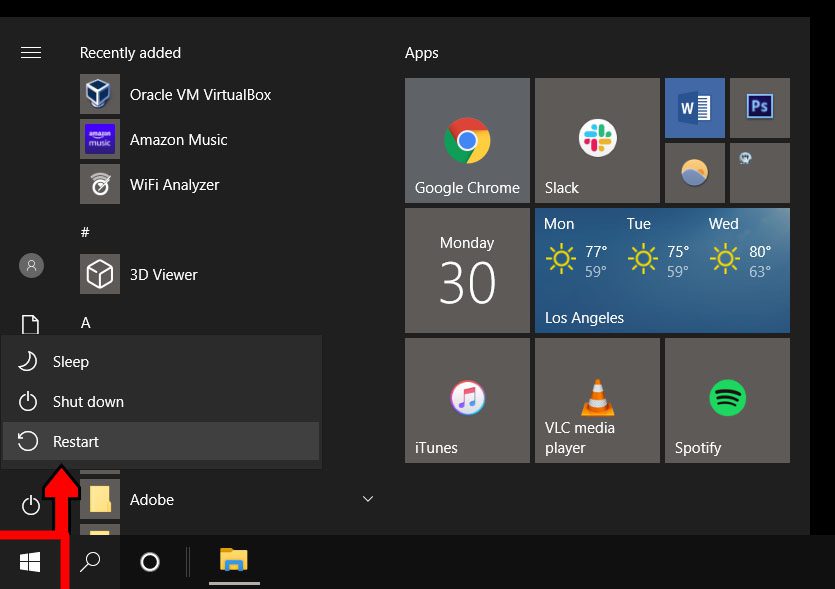 Recently added
Oracle VM VirtualBox
amazon
music
Amazon Music
WiFi Analyzer
#
3D Viewer
A
Sleep
Shut down
Restart
Adobe
Apps
Google Chrome
Slack
W
Ps
Monday
30
Mon Tue Wed
77° 75° 80°
59° 59° 63°
Los Angeles
iTunes
VLC media
player
Spotify